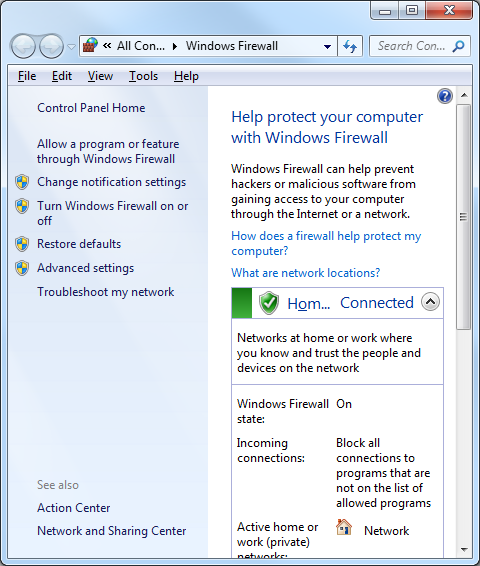 « All Con... ▸ Windows Firewall
Search Con...
File Edit View Tools Help
Control Panel Home
Allow a program or feature
through Windows Firewall
Change notification settings
Turn Windows Firewall on or
off
Restore defaults
Advanced settings
Troubleshoot my network
See also
Action Center
Network and Sharing Center
Help protect your computer
with Windows Firewall
Windows Firewall can help prevent
hackers or malicious software from
gaining access to your computer
through the Internet or a network.
How does a firewall help protect my
computer?
What are network locations?
Hom... Connected
Networks at home or work where
you know and trust the people and
devices on the network
Windows Firewall
state:
On
Incoming
connections:
Block all
connections to
programs that are
not on the list of
allowed programs
Active home or
work (private)
networks:
Network